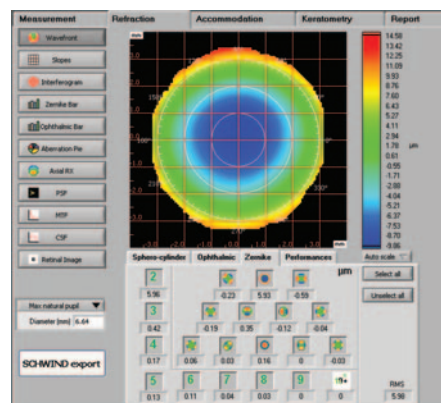 Measurement Refraction Accommodation Keratometry Report
Wavefront
Slopes
Interferogram
Zernike Bar
Ophthalmic Bar
Aberration Pie
Axial RX
PSF
MTF
CSF
Retinal Image
Max natural pupil
Diameter (mm) 6.64
SCHWIND export
mm
14.58
13.42
12.25
11.09
9.93
8.76
7.60
6.43
5.27
4.11
2.94
1.78 µm
0.61
-0.55
-1.71
-2.88
-4.04
-5.21
-6.37
-7.53
-8.70
-9.86
mm
Auto scale
Sphero-cylinder Ophthalmic Zernike Performances
2 µm
5.96 -0.23 5.93 -0.59
3
0.42 -0.19 0.35 -0.12 -0.04
4
0.17 0.06 0.03 0.16 0 -0.03
5 6 7 8 9
0.13 0.11 0.04 0.03 0 0
Select all
Unselect all
RMS
5.98